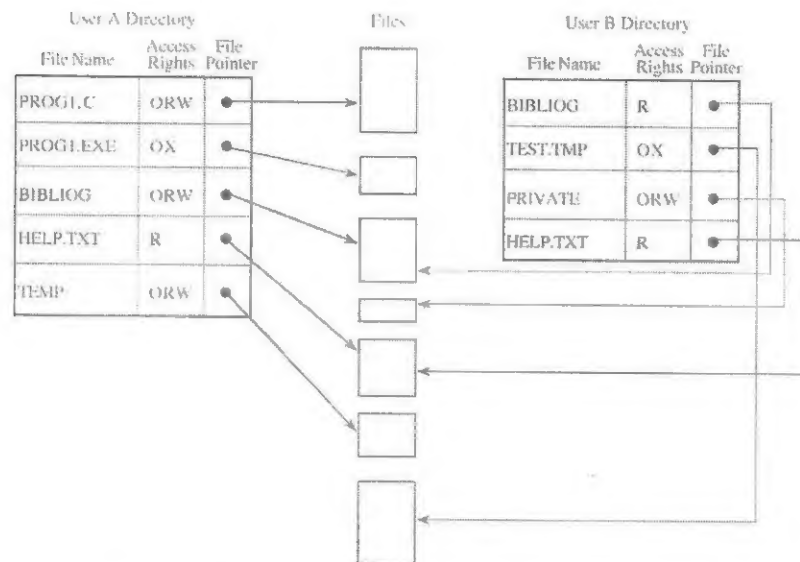 User A Directory
File Name
Access Rights
File Pointer
PROG1.C ORW
PROG1.EXE OX
BIBLIOG ORW
HELP.TXT R
TEMP ORW
Files
User B Directory
File Name
Access Rights
File Pointer
BIBLIOG R
TEST.TMP OX
PRIVATE ORW
HELP.TXT R